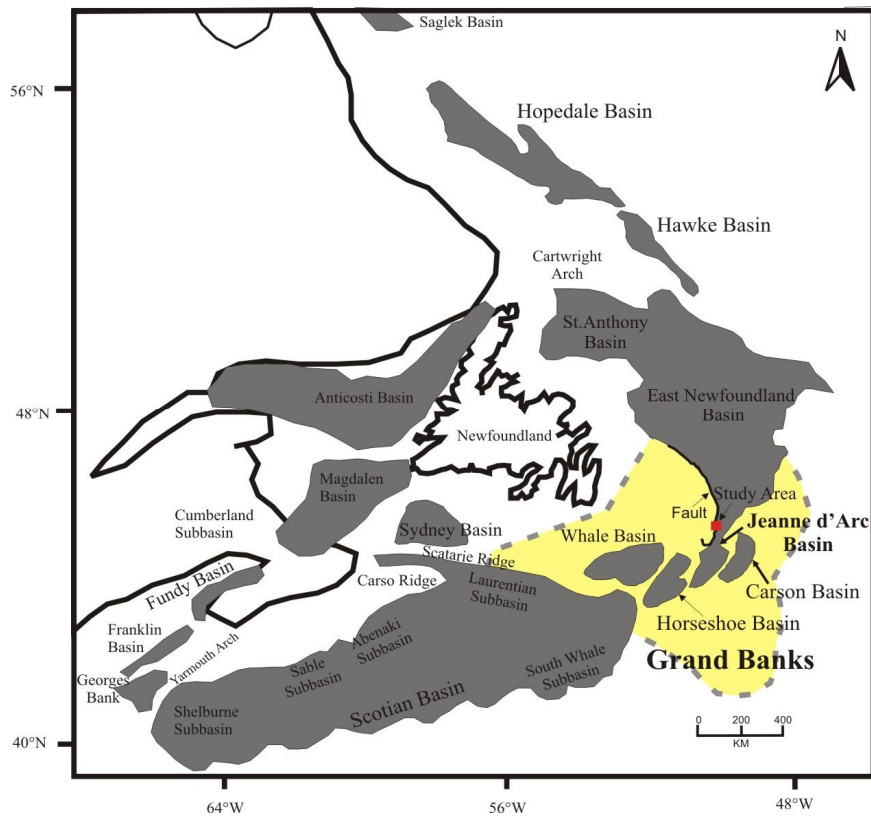 Saglek Basin
N
56°N
Hopedale Basin
Hawke Basin
Cartwright
Arch
St.Anthony
Basin
East Newfoundland
Basin
Anticosti Basin
48°N
Newfoundland
Magdalen
Basin
Study Area
Fault
Cumberland
Subbasin
Sydney Basin
Whale Basin
Jeanne d'Arc
Basin
Scatarie Ridge
Carso Ridge
Laurentian
Subbasin
Fundy Basin
Carson Basin
Horseshoe Basin
Franklin
Basin
Yarmouth Arch
Abenaki
Subbasin
Sable
Subbasin
Grand Banks
Georges
Bank
South Whale
Subbasin
Scotian Basin
Shelburne
Subbasin
0 200 400
KM
40°N
64°W
56°W
48°W